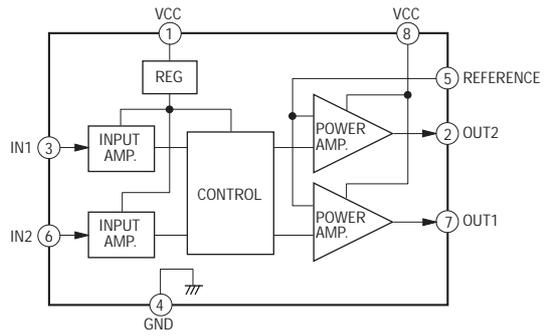 VCC
VCC
1
8
REG
5 REFERENCE
IN1 3
INPUT
AMP.
POWER
AMP.
2 OUT2
CONTROL
IN2 6
INPUT
AMP.
POWER
AMP.
7 OUT1
4
GND